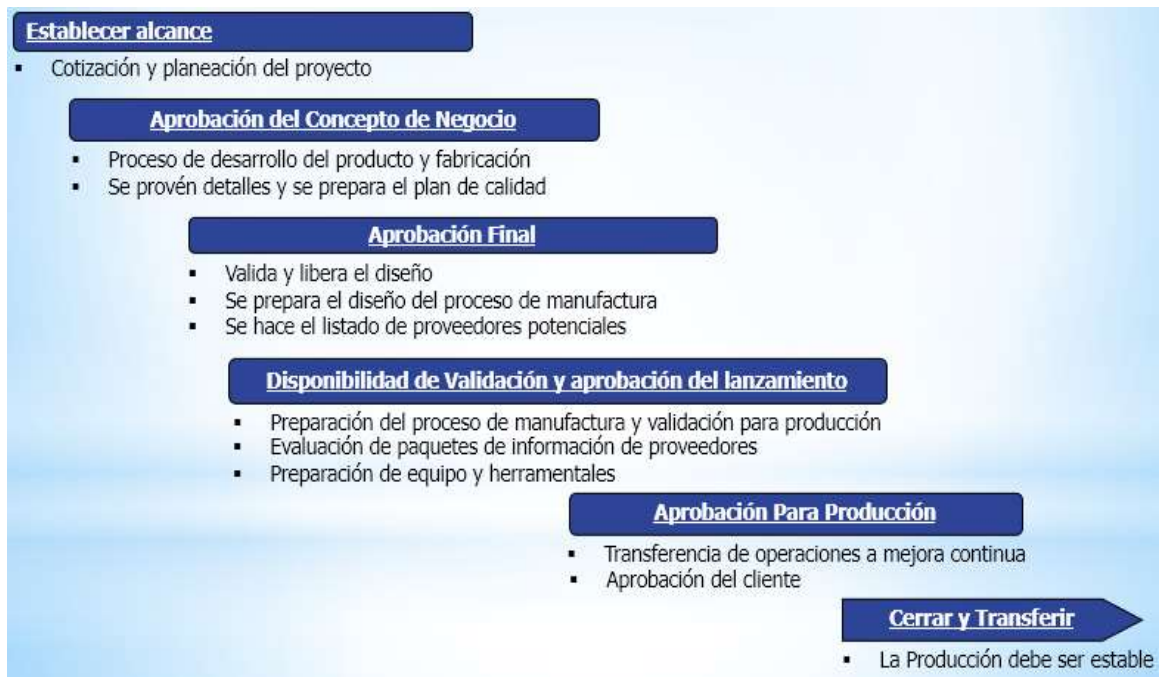 Establecer alcance
▪ Cotización y planeación del proyecto
Aprobación del Concepto de Negocio
▪ Proceso de desarrollo del producto y fabricación
▪ Se provén detalles y se prepara el plan de calidad
Aprobación Final
▪ Valida y libera el diseño
▪ Se prepara el diseño del proceso de manufactura
▪ Se hace el listado de proveedores potenciales
Disponibilidad de Validación y aprobación del lanzamiento
▪ Preparación del proceso de manufactura y validación para producción
▪ Evaluación de paquetes de información de proveedores
▪ Preparación de equipo y herramentales
Aprobación Para Producción
▪ Transferencia de operaciones a mejora continua
▪ Aprobación del cliente
Cerrar y Transferir
▪ La Producción debe ser estable